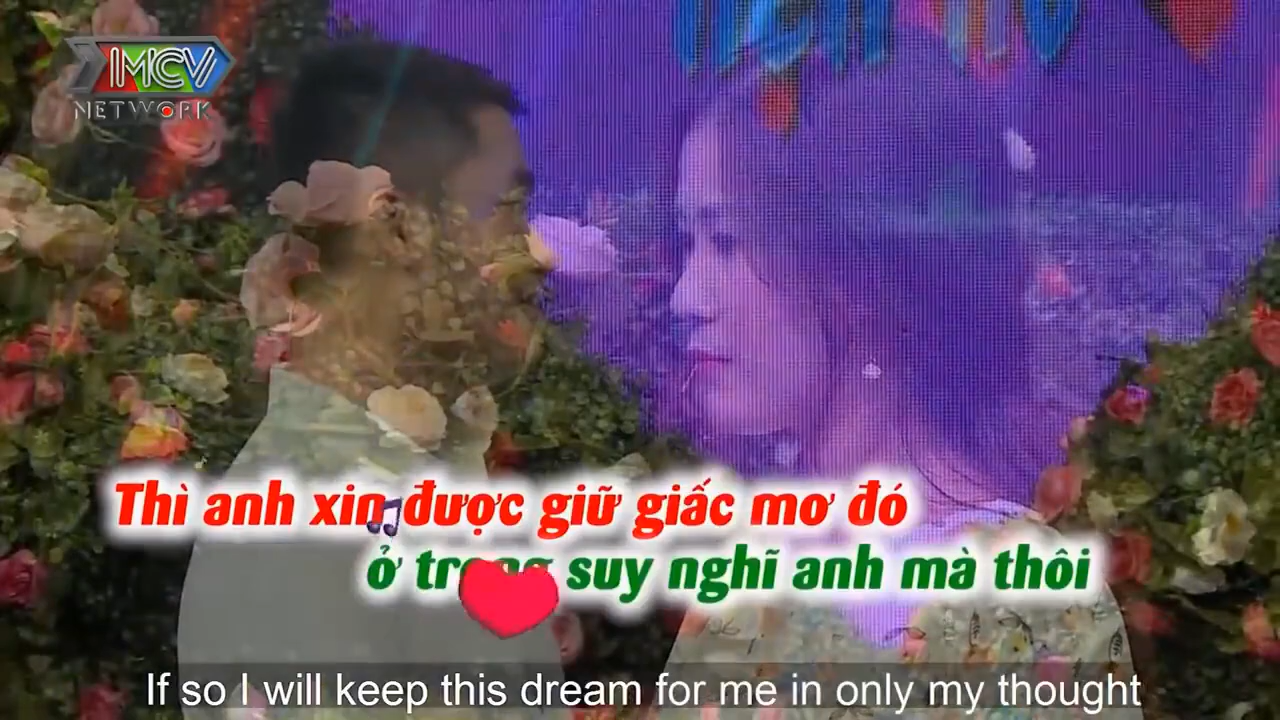 MCV
NETWORK
Thì anh xin được giữ giấc mơ đó
ở trong suy nghĩ anh mà thôi
If so I will keep this dream for me in only my thought